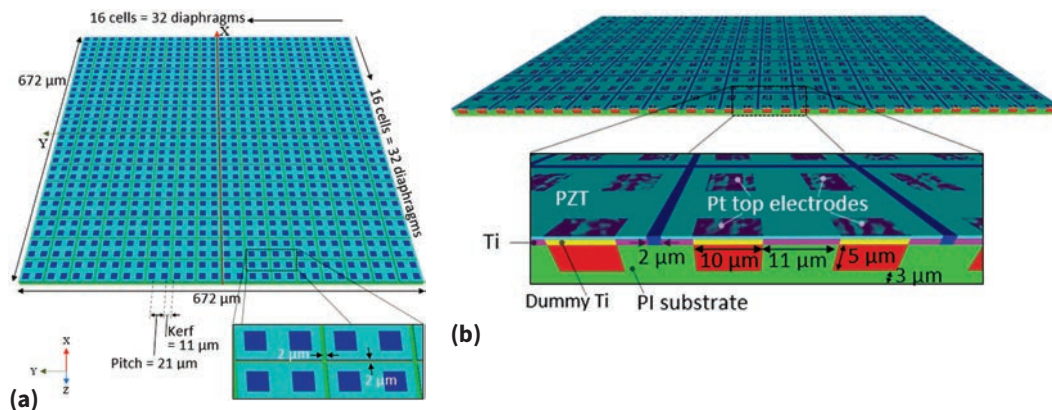 16 cells = 32 diaphragms
X
672 µm
16 cells = 32 diaphragms
Y
672 µm
Kerf
= 11 µm
Pitch = 21 µm
2 µm
2 µm
X
Y
Z
(a)
PZT
Pt top electrodes
Ti
2 µm
10 µm
11 µm
5 µm
3 µm
Dummy Ti
PI substrate
(b)